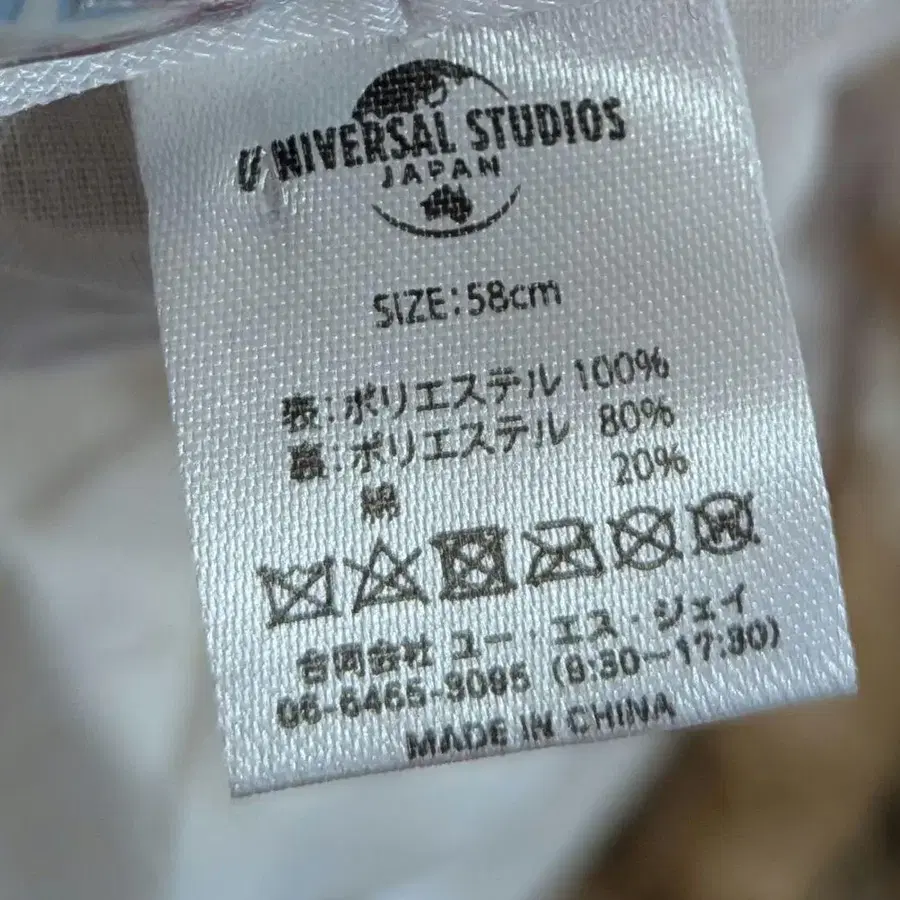 UNIVERSAL STUDIOS
JAPAN
SIZE:58cm
表:ポリエステル 100%
裏:ポリエステル 80%
綿 20%
合同会社 ユー・エス・ジェイ
06-6465-3095 (9:30〜17:30)
MADE IN CHINA